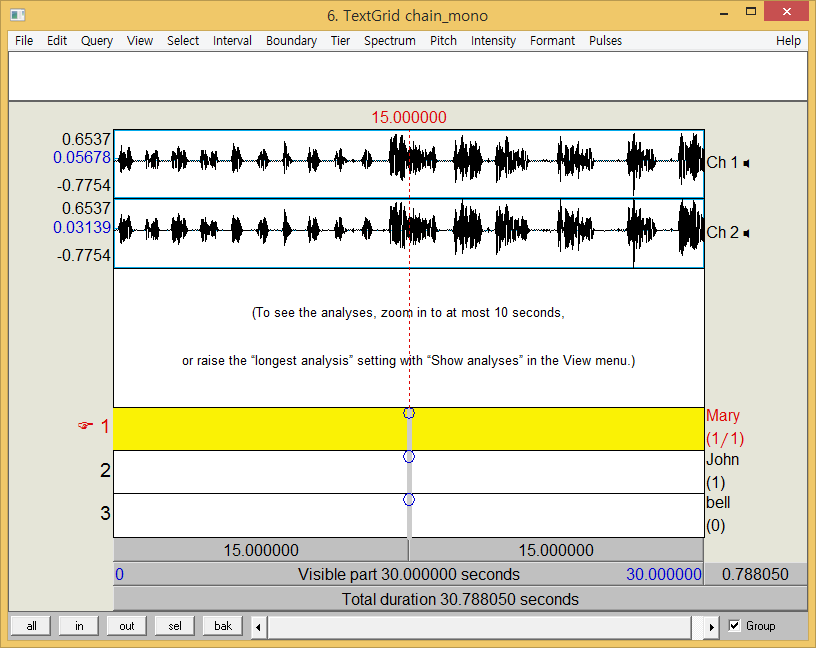 6. TextGrid chain_mono
File Edit Query View Select Interval Boundary Tier Spectrum Pitch Intensity Formant Pulses Help
15.000000
0.6537
0.05678
-0.7754
Ch 1
0.6537
0.03139
-0.7754
Ch 2
(To see the analyses, zoom in to at most 10 seconds,
or raise the “longest analysis” setting with “Show analyses” in the View menu.)
1 Mary
(1/1)
2 John
(1)
3 bell
(0)
15.000000 15.000000
0 Visible part 30.000000 seconds 30.000000 0.788050
Total duration 30.788050 seconds
all in out sel bak Group